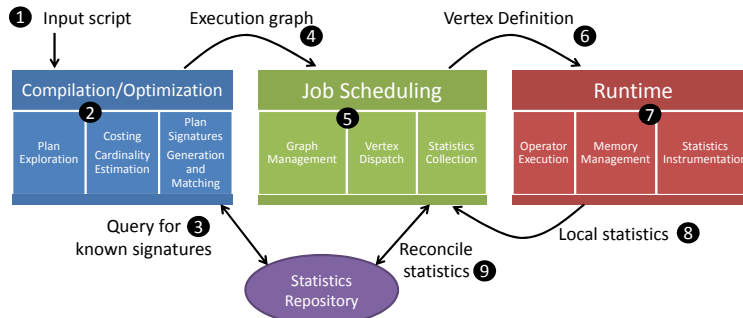 1 Input script
Execution graph
4
Vertex Definition
6
Compilation/Optimization
2
Plan
Exploration
Costing
Cardinality
Estimation
Plan
Signatures
Generation
and
Matching
Job Scheduling
5
Graph
Management
Vertex
Dispatch
Statistics
Collection
Runtime
7
Operator
Execution
Memory
Management
Statistics
Instrumentation
Query for 3
known signatures
Reconcile
statistics 9
Local statistics 8
Statistics
Repository